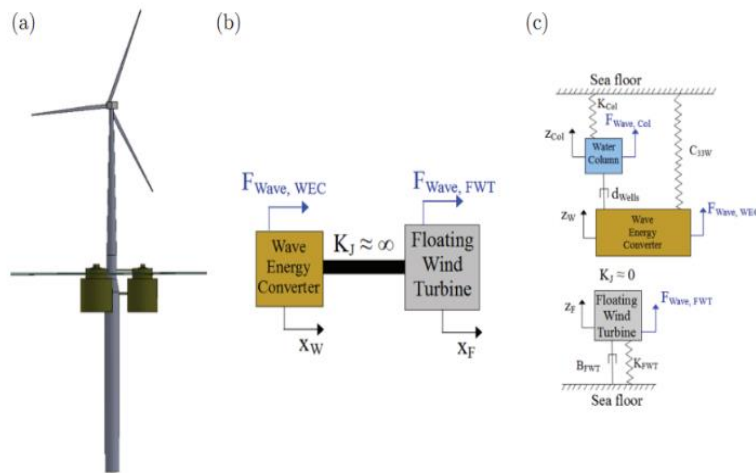 (a)
(b)
F_Wave, WEC
F_Wave, FWT
Wave
Energy
Converter
K_J ≈ ∞
Floating
Wind
Turbine
x_W
x_F
(c)
Sea floor
K_Col
z_Col
F_Wave, Col
Water
Column
C_33W
d_Wells
z_W
Wave
Energy
Converter
F_Wave, WEC
K_J ≈ 0
z_F
Floating
Wind
Turbine
F_Wave, FWT
B_FWT
K_FWT
Sea floor